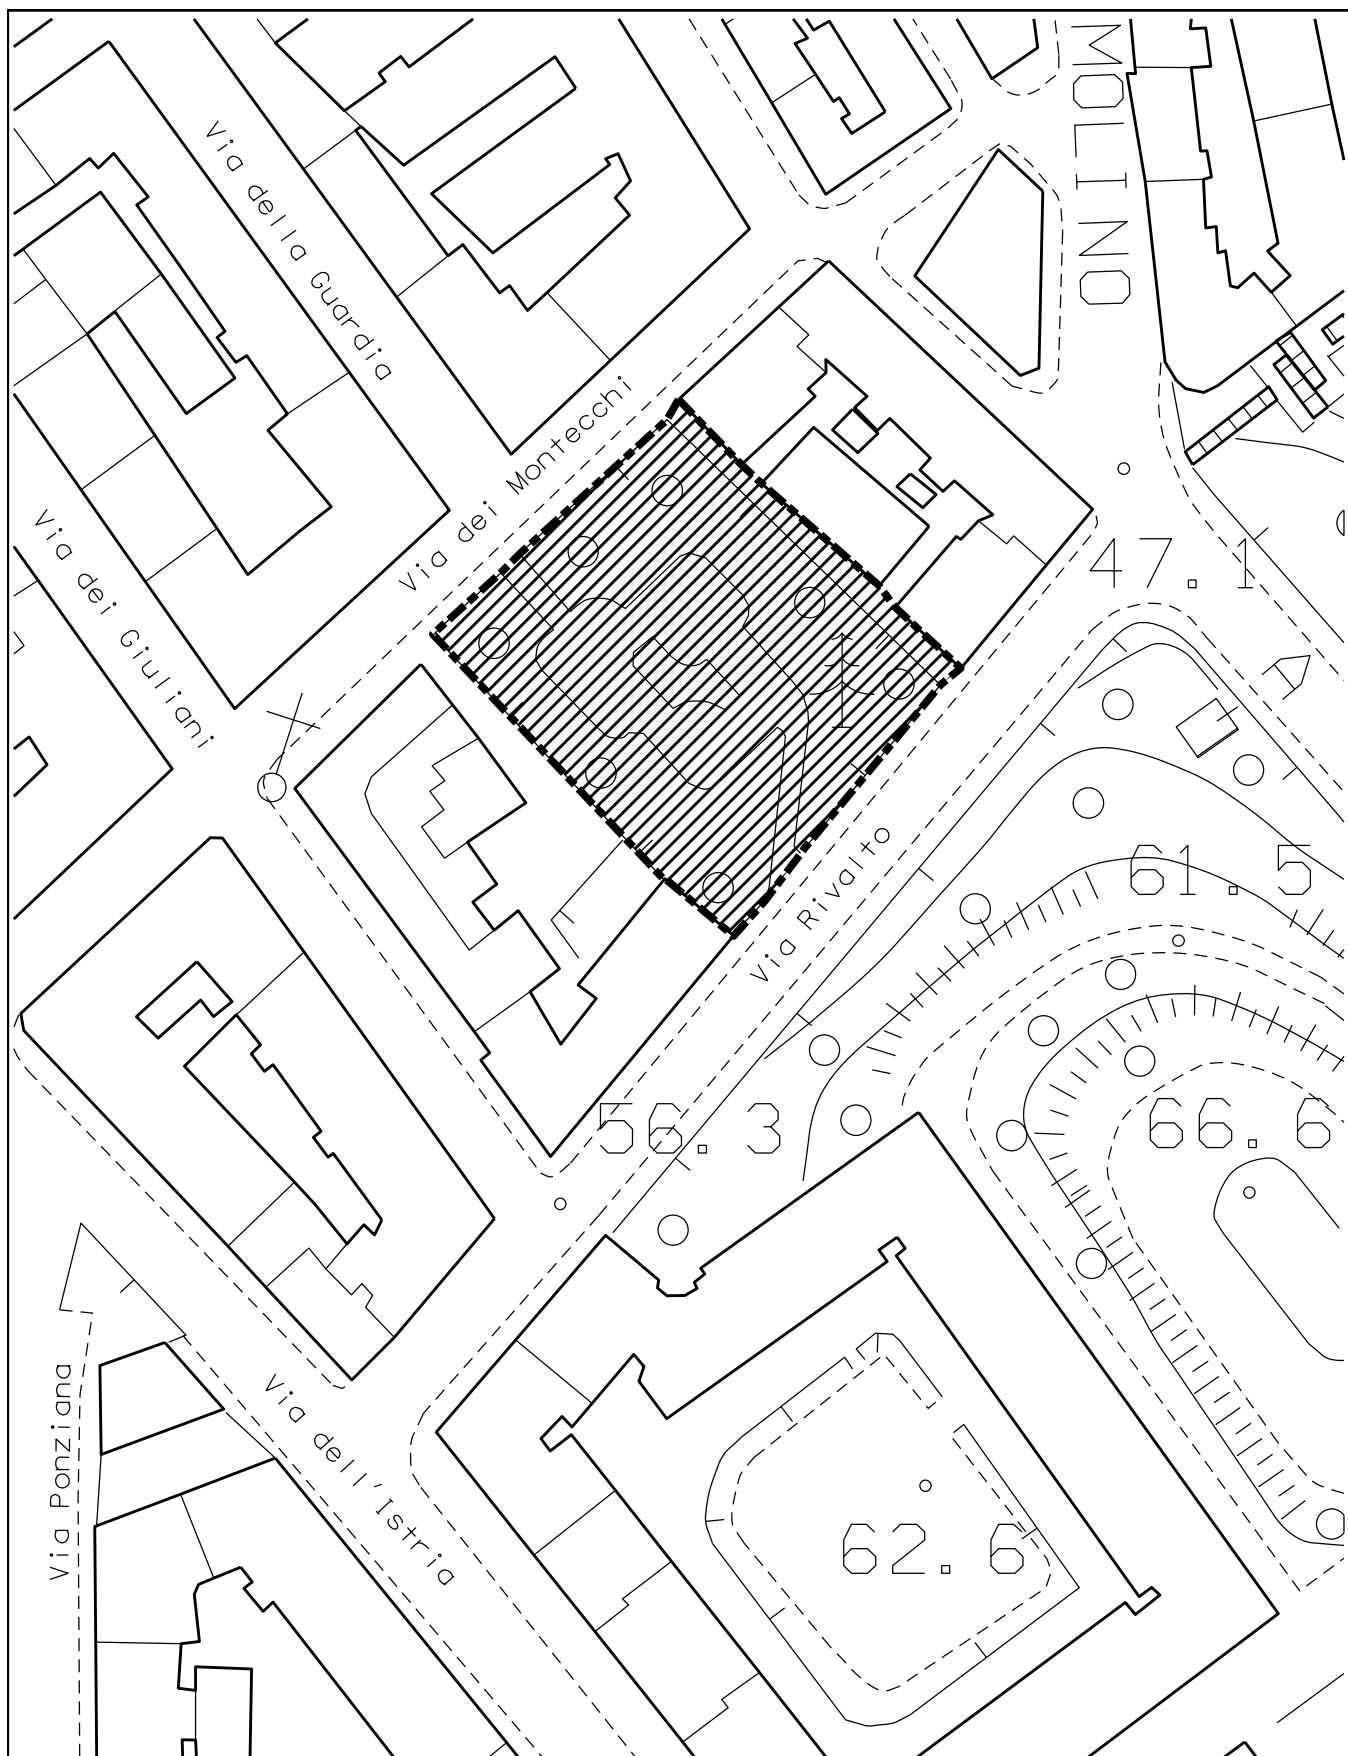 MOLINO
Via della Guardia
Via dei Montecchi
Via dei Giuliani
47.1
A
61.5
Via Rivalto
56.3
66.6
Via Ponziana
Via dell'Istria
62.6